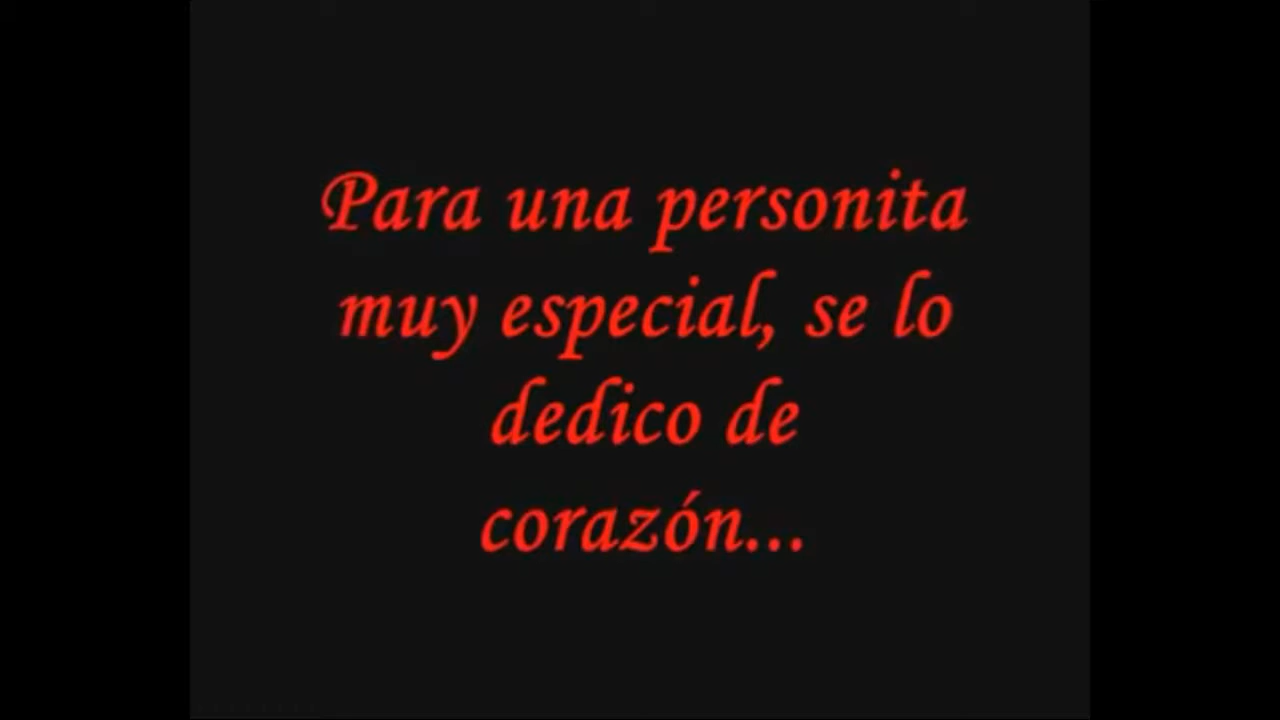 Para una personita
muy especial, se lo
dedico de
corazón...